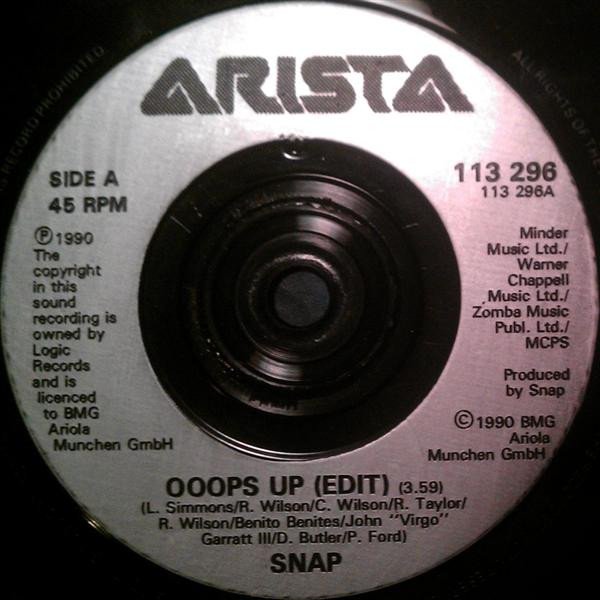 ARISTA
SIDE A
45 RPM
113 296
113 296A
Ⓟ1990
The
copyright
in this
sound
recording is
owned by
Logic
Records
and is
licenced
to BMG
Ariola
Munchen GmbH
Minder
Music Ltd./
Warner
Chappell
Music Ltd./
Zomba Music
Publ. Ltd./
MCPS
Produced
by Snap
©1990 BMG
Ariola
Munchen GmbH
OOOPS UP (EDIT) (3.59)
(L. Simmons/R. Wilson/C. Wilson/R. Taylor/
R. Wilson/Benito Benites/John "Virgo"
Garratt III/D. Butler/P. Ford)
SNAP
RECORD PROHIBITED
ALL RIGHTS OF THE